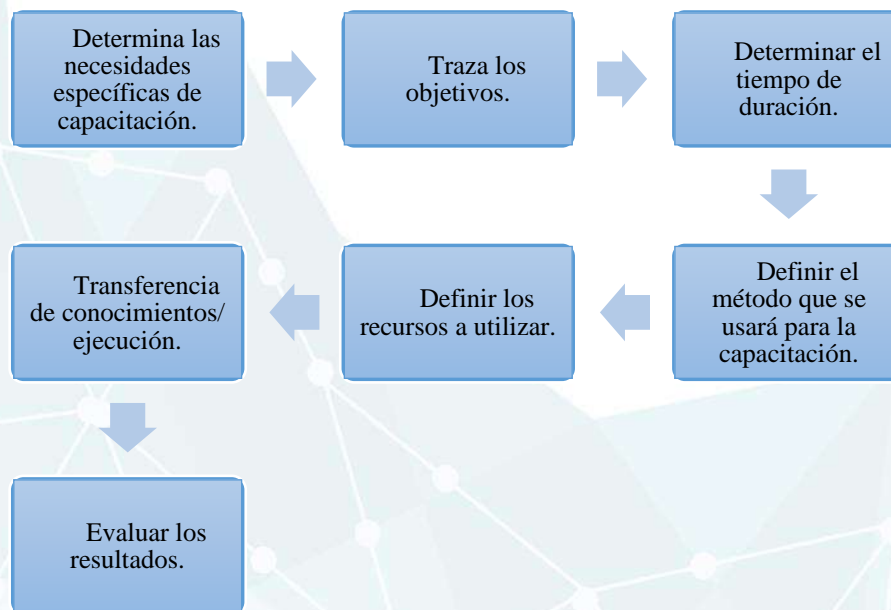 Determina las
necesidades
específicas de
capacitación.
Traza los
objetivos.
Determinar el
tiempo de
duración.
Definir el
método que se
usará para la
capacitación.
Definir los
recursos a utilizar.
Transferencia
de conocimientos/
ejecución.
Evaluar los
resultados.